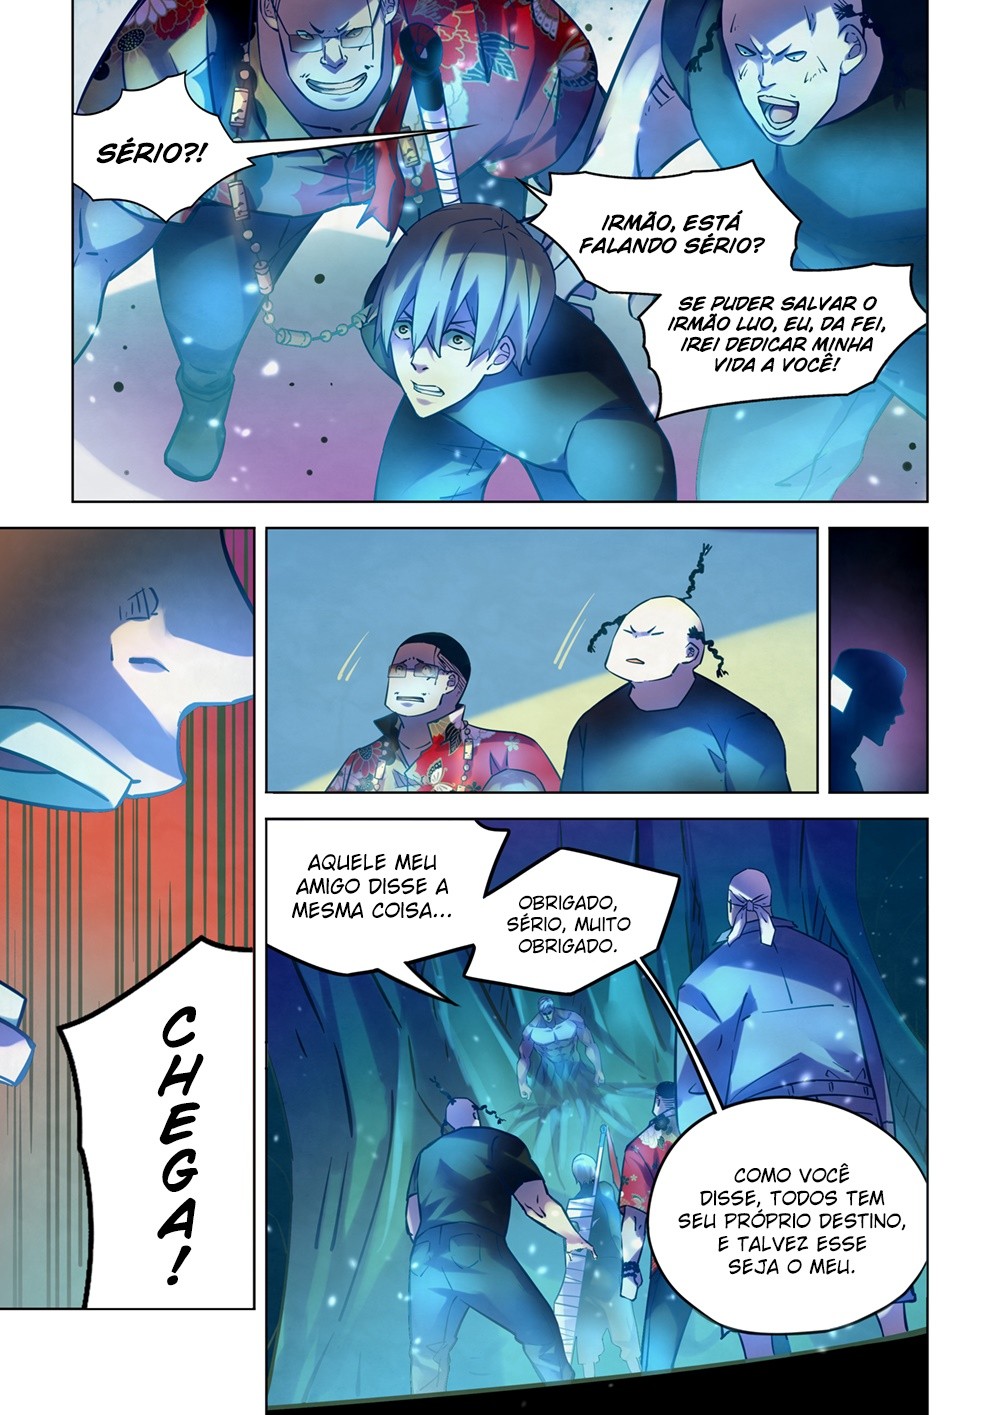 SÉRIO?!
IRMÃO, ESTÁ
FALANDO SÉRIO?
SE PUDER SALVAR O
IRMÃO LUO, EU, DA FEI,
IREI DEDICAR MINHA
VIDA A VOCÊ!
CHEGA!
AQUELE MEU
AMIGO DISSE A
MESMA COISA...
OBRIGADO,
SÉRIO, MUITO
OBRIGADO.
COMO VOCÊ
DISSE, TODOS TEM
SEU PRÓPRIO DESTINO,
E TALVEZ ESSE
SEJA O MEU.